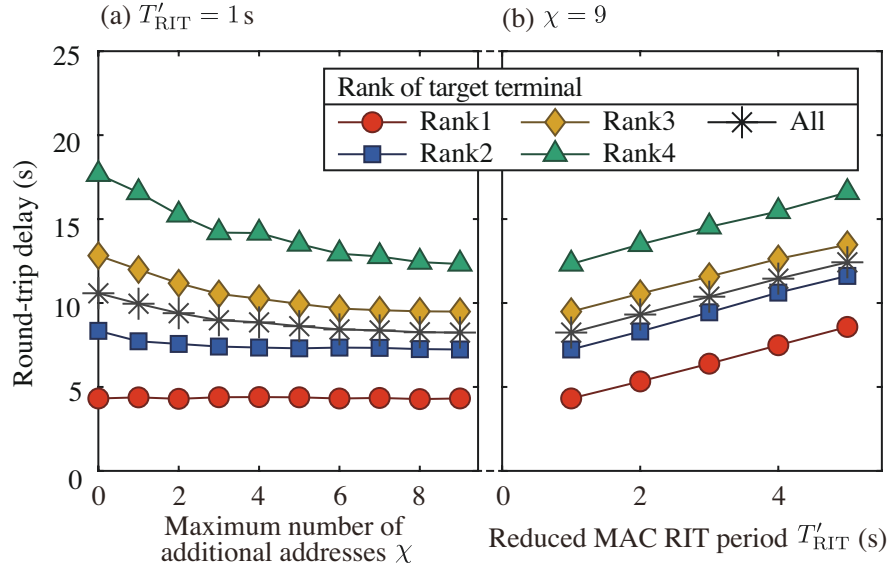 (a) T′RIT = 1 s
(b) χ = 9
Round-trip delay (s)
25
20
15
10
5
0
Rank of target terminal
Rank1 Rank3 All
Rank2 Rank4
0 2 4 6 8
0 2 4
Maximum number of
additional addresses χ
Reduced MAC RIT period T′RIT (s)